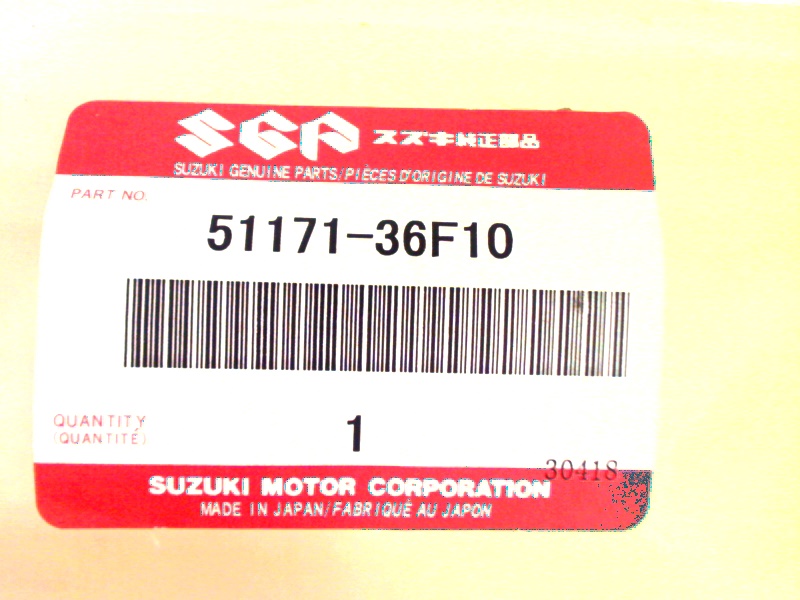 SGP スズキ純正部品
SUZUKI GENUINE PARTS/PIÈCES D'ORIGINE DE SUZUKI
PART NO.
51171-36F10
QUANTITY
(QUANTITÉ)
1
30418
SUZUKI MOTOR CORPORATION
MADE IN JAPAN/FABRIQUÉ AU JAPON